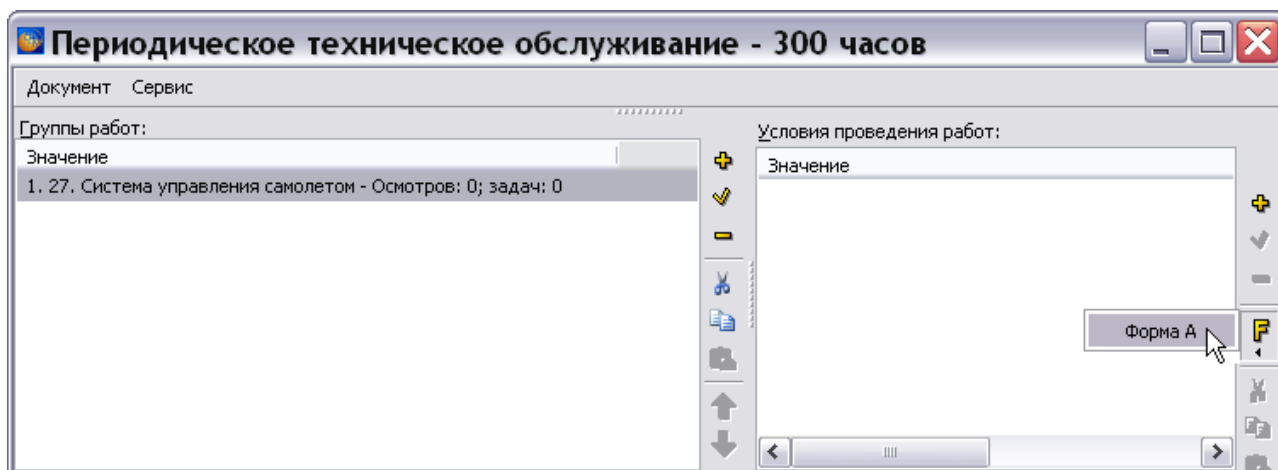 Периодическое техническое обслуживание - 300 часов
Документ Сервис
Группы работ:
Значение
1. 27. Система управления самолетом - Осмотров: 0; задач: 0
Условия проведения работ:
Значение
Форма А
F